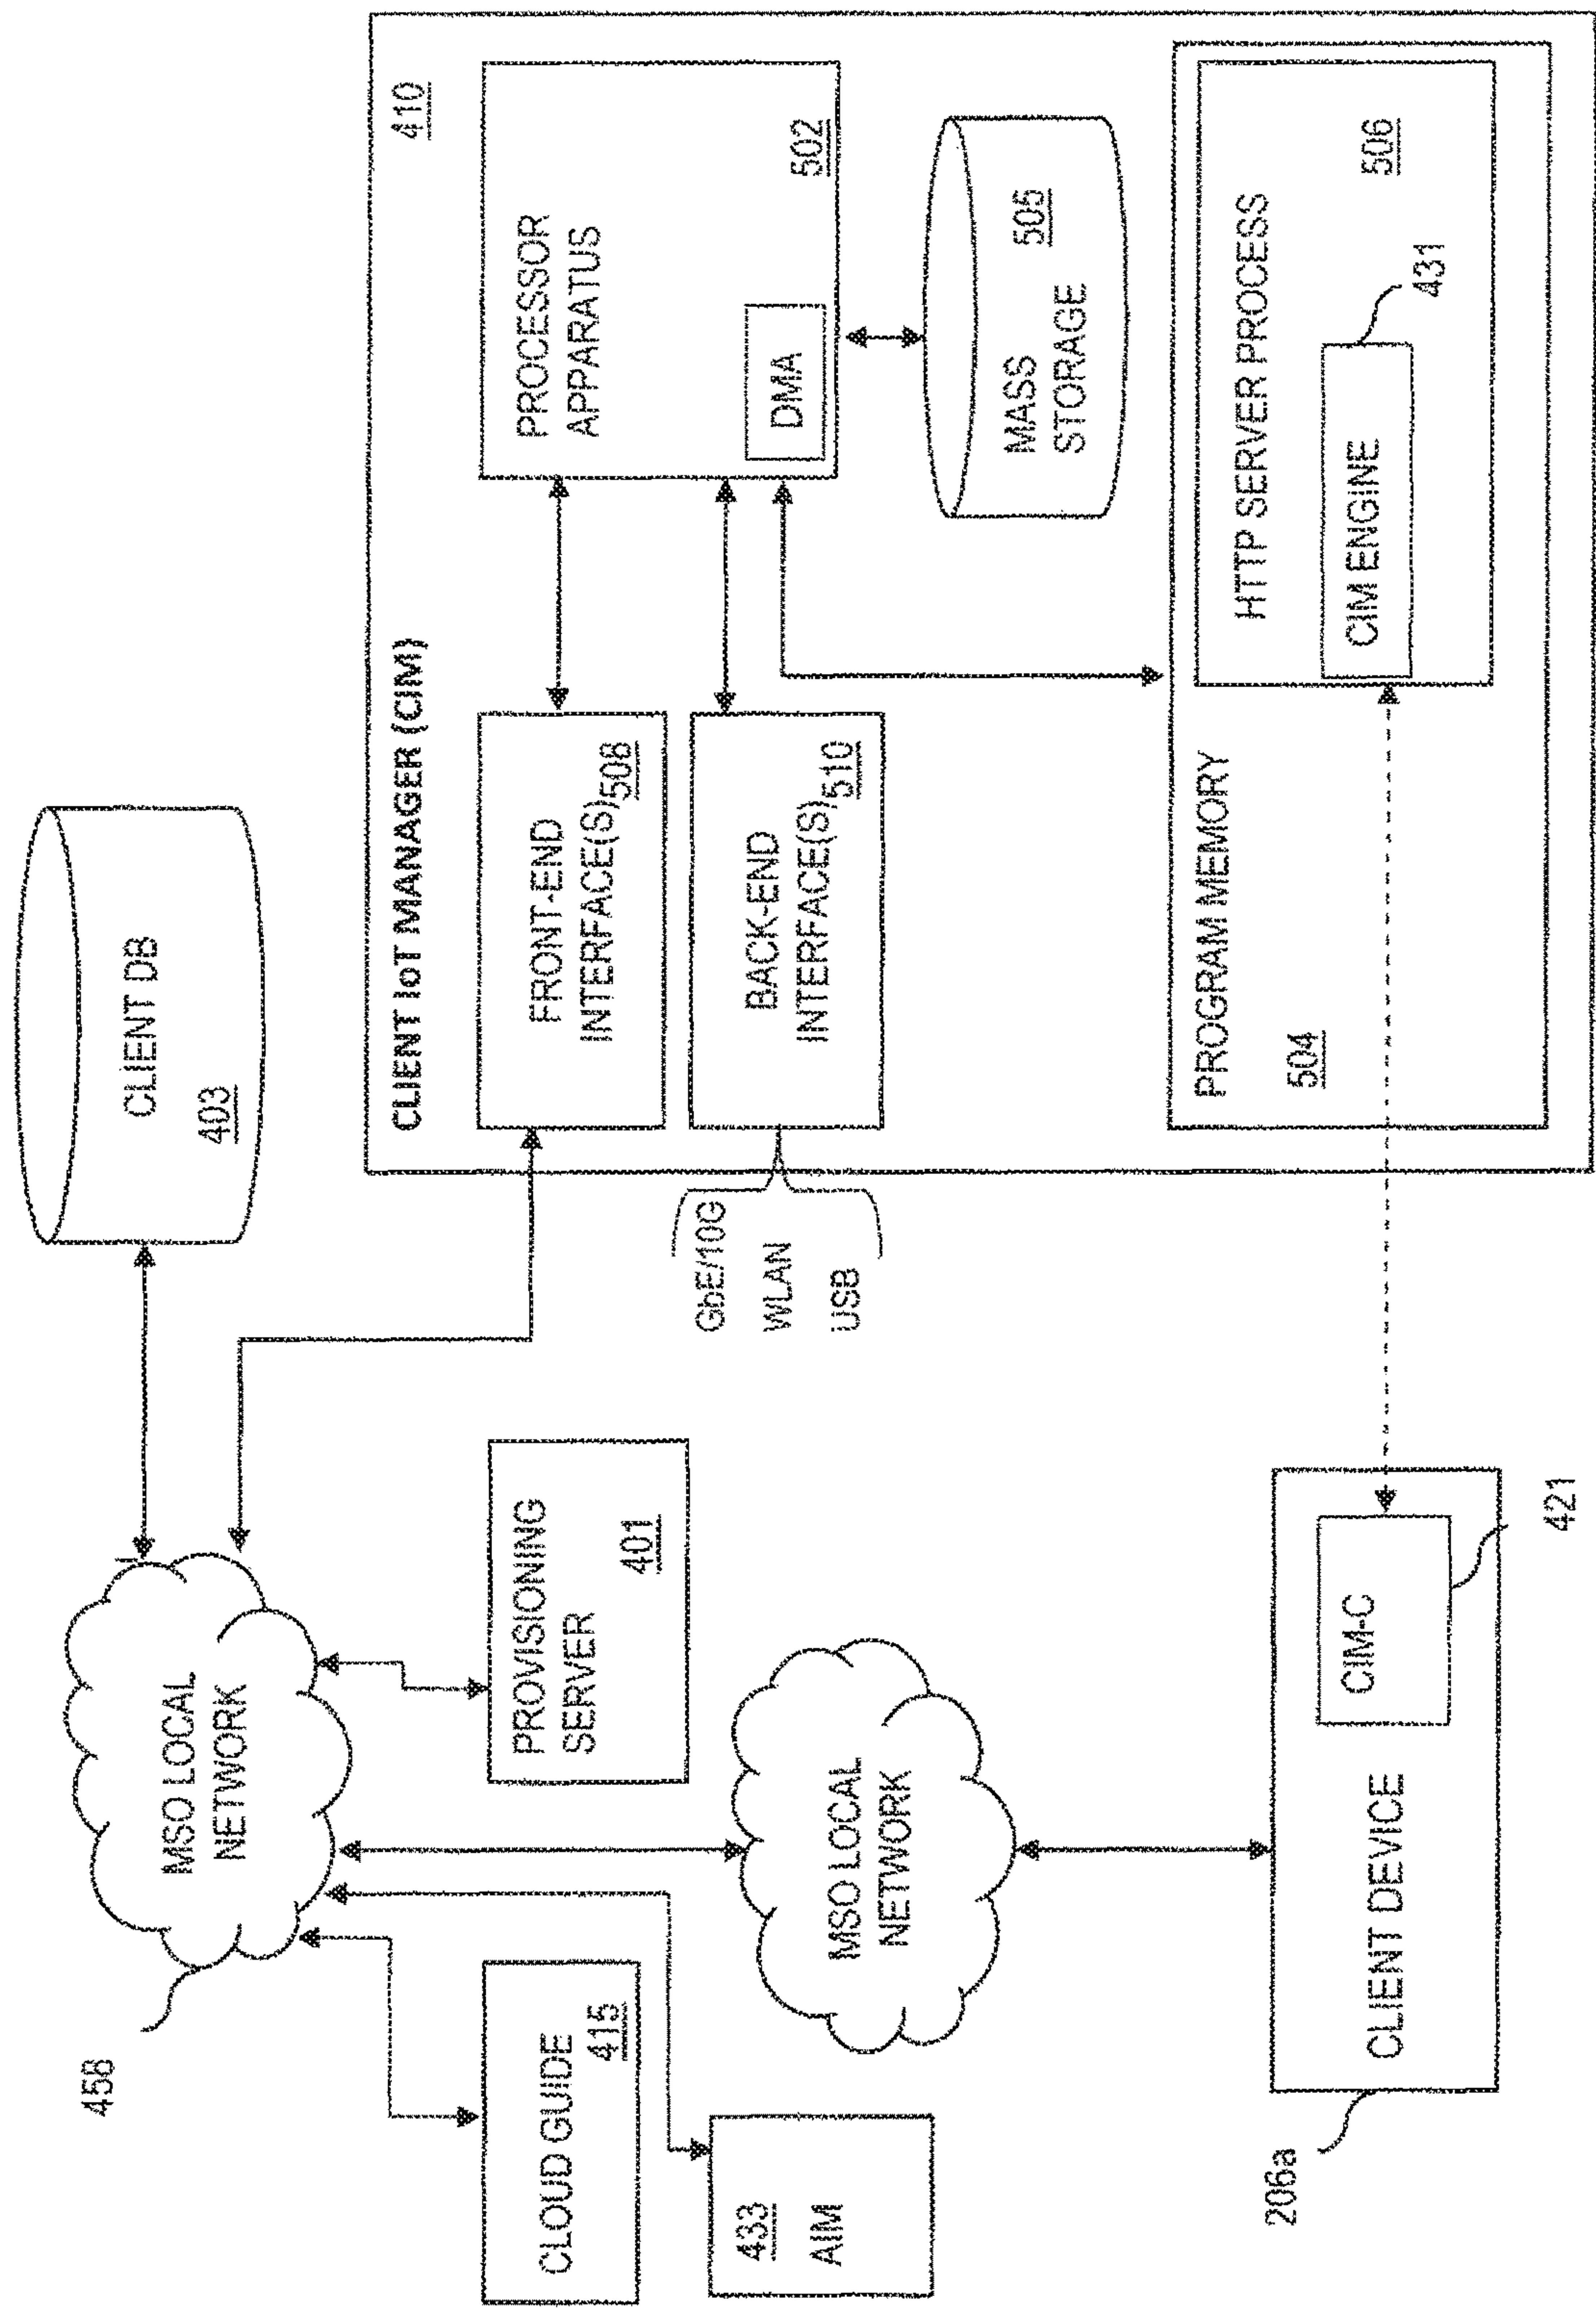 458
MSO LOCAL
NETWORK
CLIENT DB
403
CLOUD GUIDE
415
433
AIM
PROVISIONING
SERVER
401
MSO LOCAL
NETWORK
206a
CLIENT DEVICE
CIM-C
421
CLIENT IoT MANAGER (CIM)
410
FRONT-END
INTERFACE(S)
508
BACK-END
INTERFACE(S)
510
GbE/10G
WLAN
USB
PROCESSOR
APPARATUS
502
DMA
MASS
STORAGE
505
PROGRAM MEMORY
504
HTTP SERVER PROCESS
506
CIM ENGINE
431